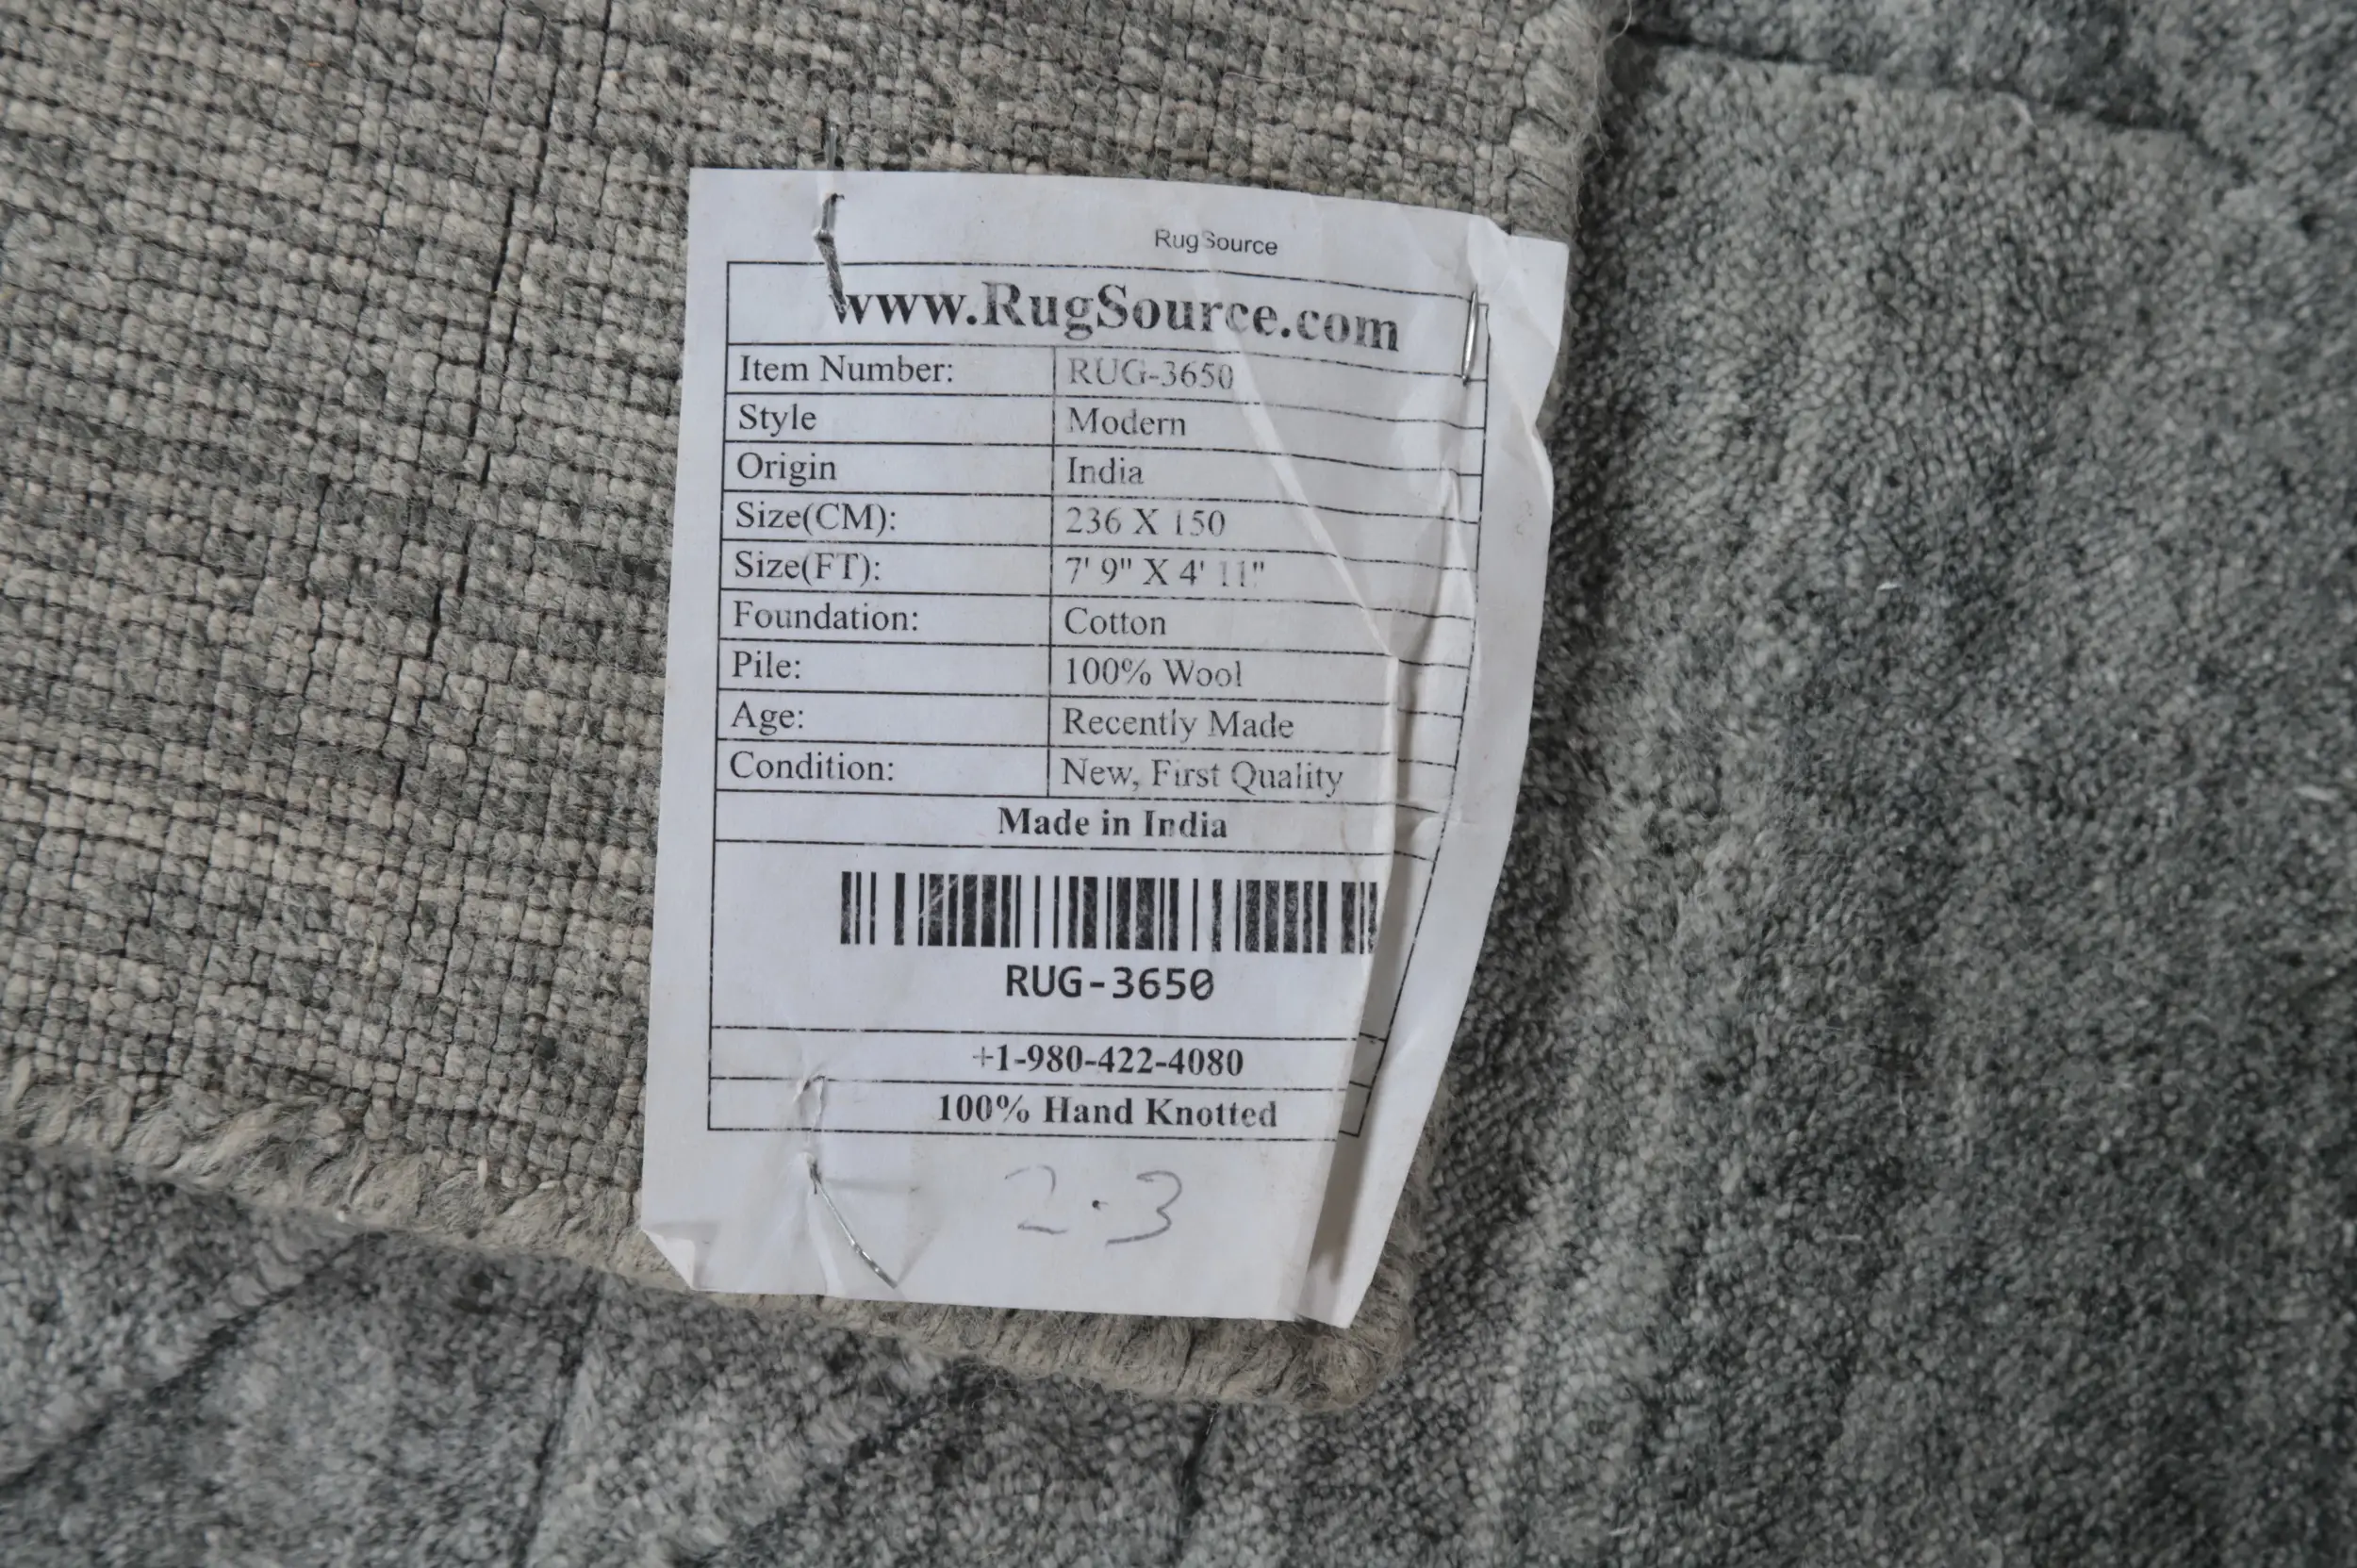 RugSource
www.RugSource.com
Item Number: RUG-3650
Style Modern
Origin India
Size(CM): 236 X 150
Size(FT): 7' 9" X 4' 11"
Foundation: Cotton
Pile: 100% Wool
Age: Recently Made
Condition: New, First Quality
Made in India
RUG-3650
+1-980-422-4080
100% Hand Knotted
2.3